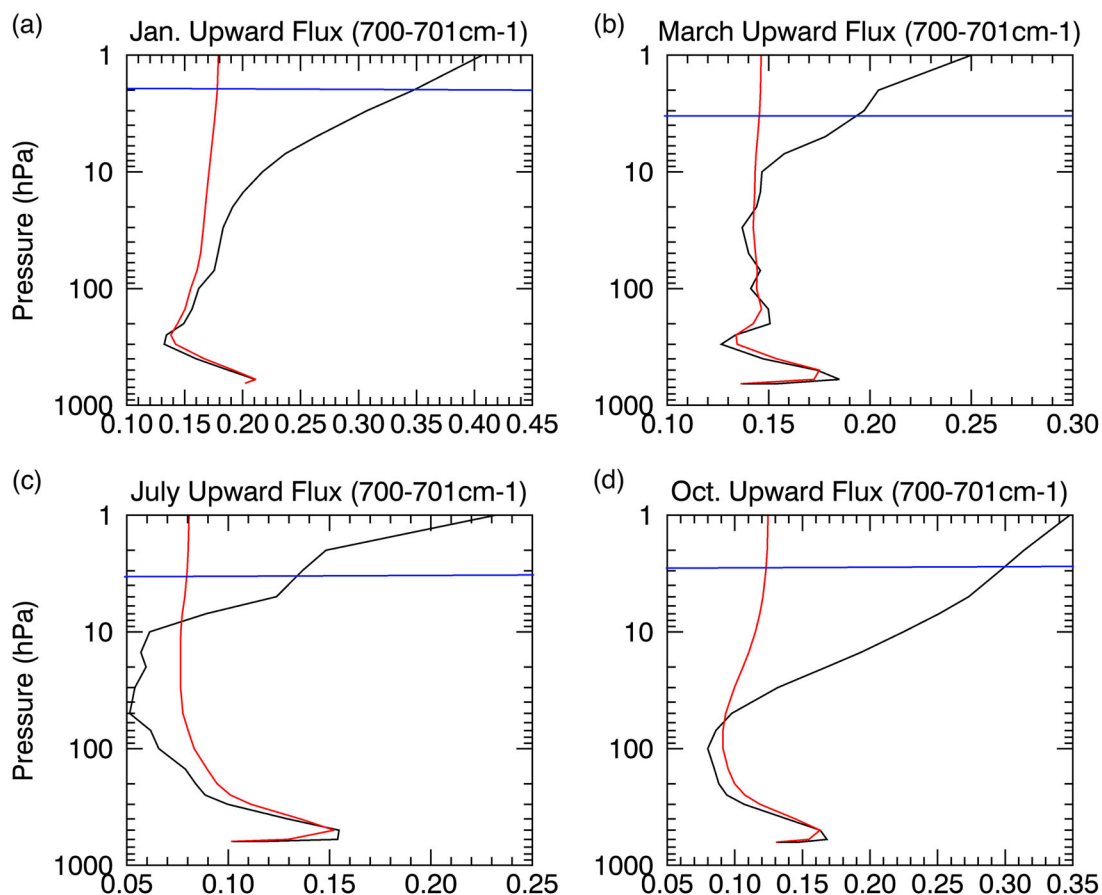 (a) Jan. Upward Flux (700-701cm-1)
1
10
100
1000
Pressure (hPa)
0.10 0.15 0.20 0.25 0.30 0.35 0.40 0.45
(b) March Upward Flux (700-701cm-1)
1
10
100
1000
0.10 0.15 0.20 0.25 0.30
(c) July Upward Flux (700-701cm-1)
1
10
100
1000
Pressure (hPa)
0.05 0.10 0.15 0.20 0.25
(d) Oct. Upward Flux (700-701cm-1)
1
10
100
1000
0.05 0.10 0.15 0.20 0.25 0.30 0.35